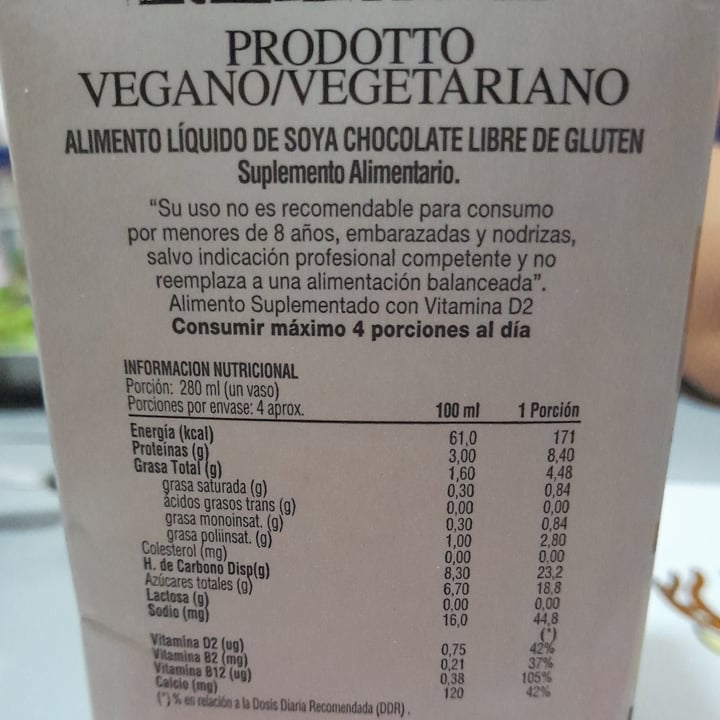 PRODOTTO
VEGANO/VEGETARIANO
ALIMENTO LÍQUIDO DE SOYA CHOCOLATE LIBRE DE GLUTEN
Suplemento Alimentario.
"Su uso no es recomendable para consumo
por menores de 8 años, embarazadas y nodrizas,
salvo indicación profesional competente y no
reemplaza a una alimentación balanceada".
Alimento Suplementado con Vitamina D2
Consumir máximo 4 porciones al día
INFORMACION NUTRICIONAL
Porción: 280 ml (un vaso)
Porciones por envase: 4 aprox. 100 ml 1 Porción
Energía (kcal) 61,0 171
Proteínas (g) 3,00 8,40
Grasa Total (g) 1,60 4,48
grasa saturada (g) 0,30 0,84
ácidos grasos trans (g) 0,00 0,00
grasa monoinsat. (g) 0,30 0,84
grasa poliinsat. (g) 1,00 2,80
Colesterol (mg) 0,00 0,00
H. de Carbono Disp(g) 8,30 23,2
Azúcares totales (g) 6,70 18,8
Lactosa (g) 0,00 0,00
Sodio (mg) 16,0 44,8
(*)
Vitamina D2 (ug) 0,75 42%
Vitamina B2 (mg) 0,21 37%
Vitamina B12 (ug) 0,38 105%
Calcio (mg) 120 42%
(*) % en relación a la Dosis Diaria Recomendada (DDR).